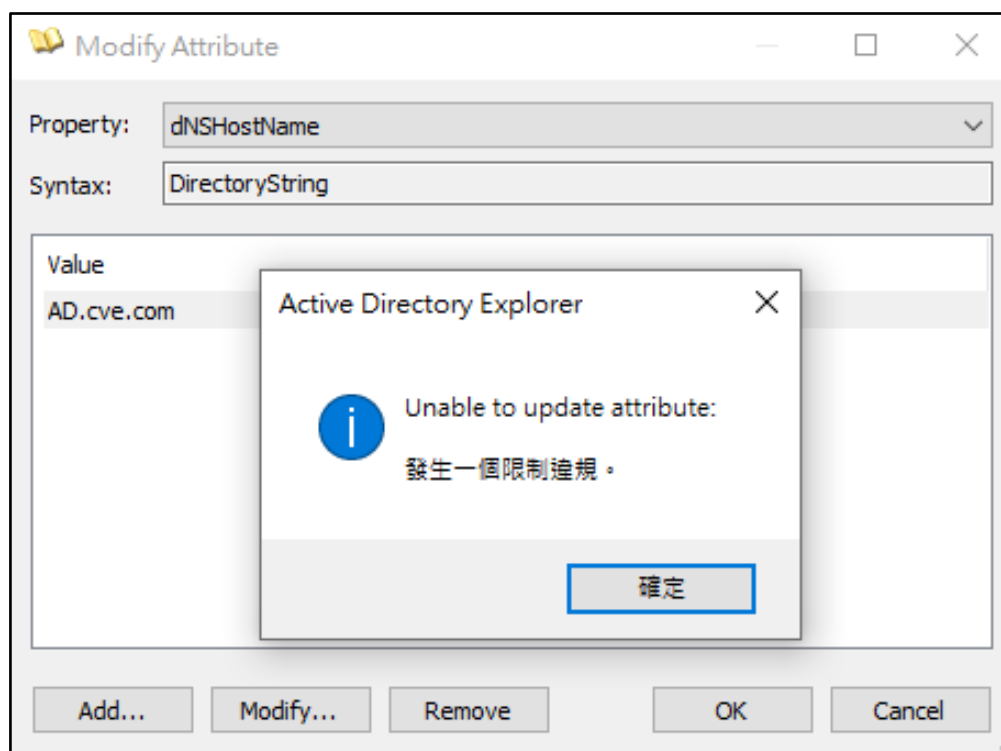 Modify Attribute
Property: dNSHostName
Syntax: DirectoryString
Value
AD.cve.com
Active Directory Explorer
Unable to update attribute:
發生一個限制違規。
確定
Add... Modify... Remove OK Cancel